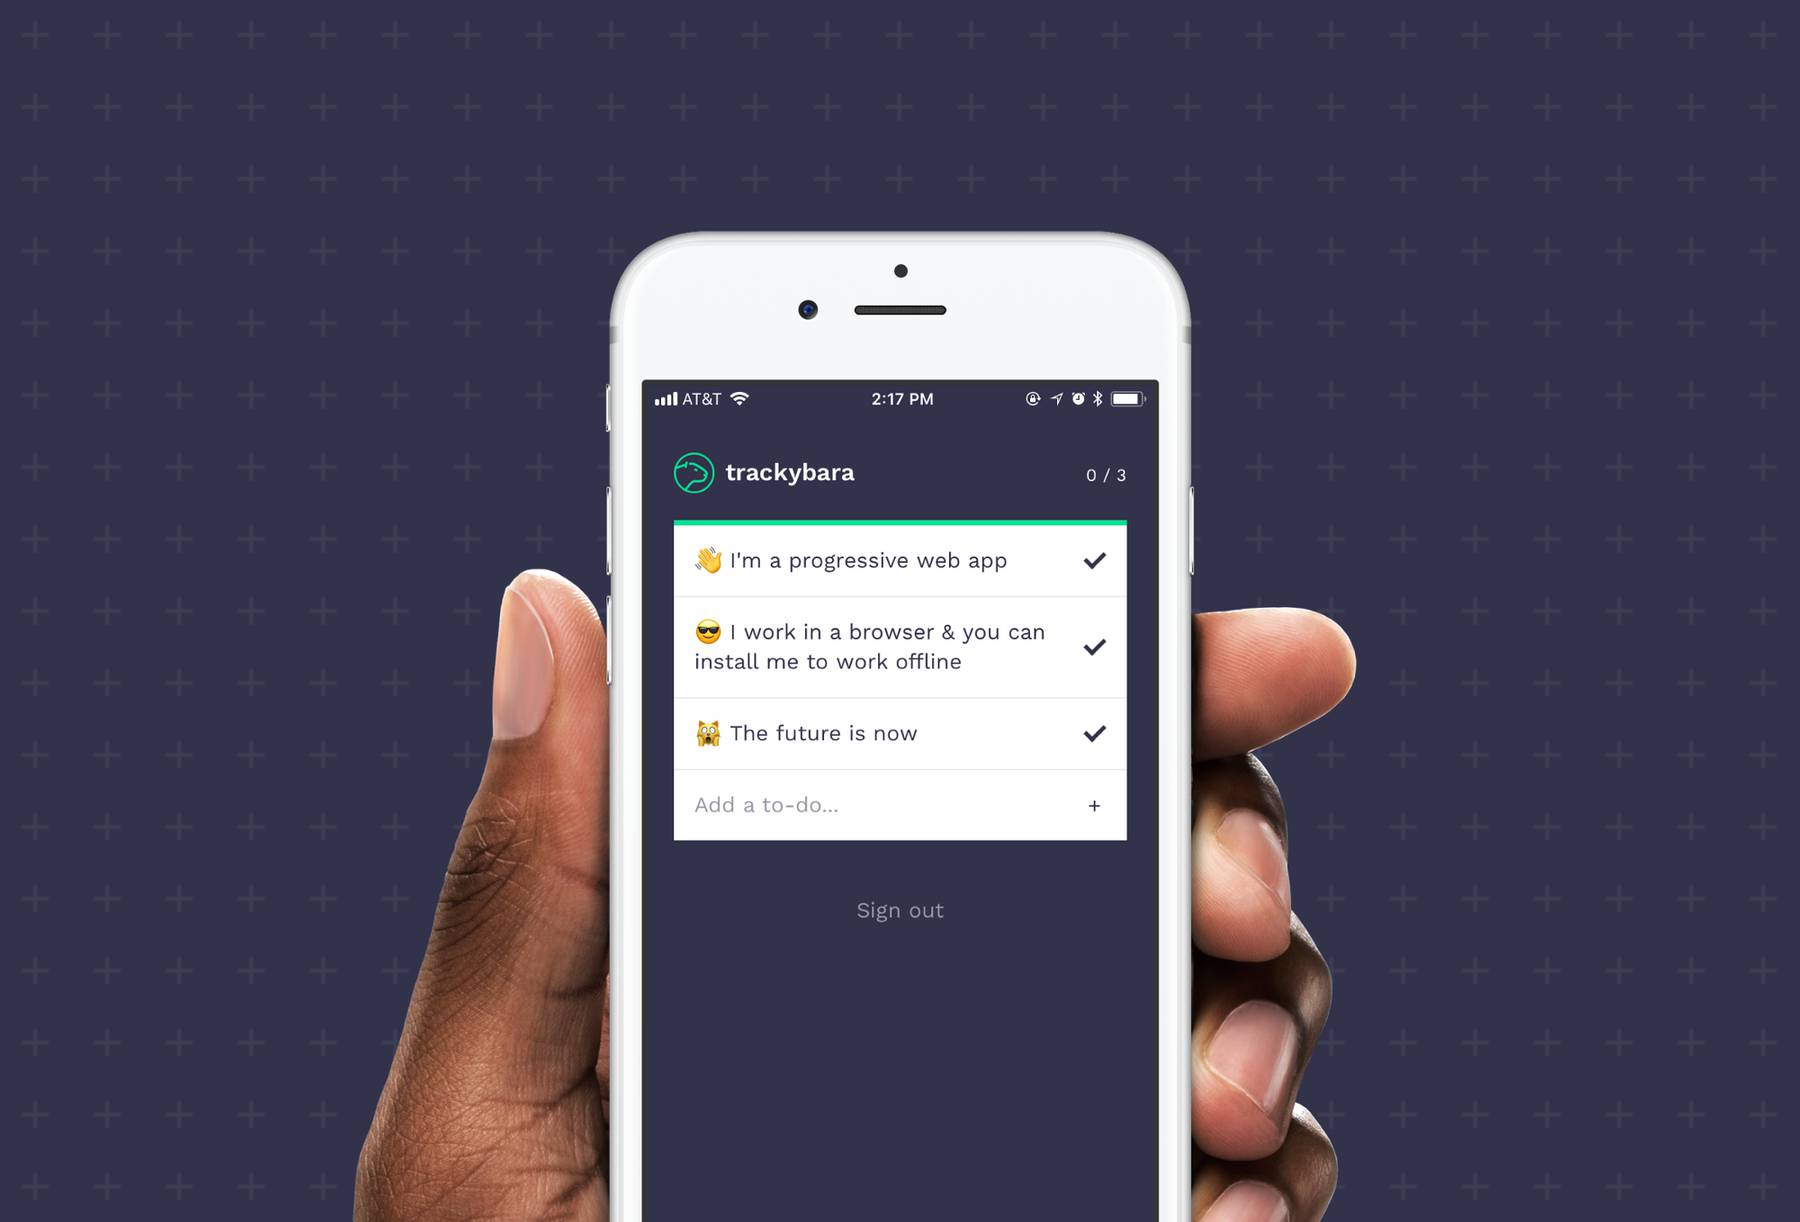 AT&T 2:17 PM
trackybara 0 / 3
👋 I'm a progressive web app
😎 I work in a browser & you can
install me to work offline
🙀 The future is now
Add a to-do... +
Sign out